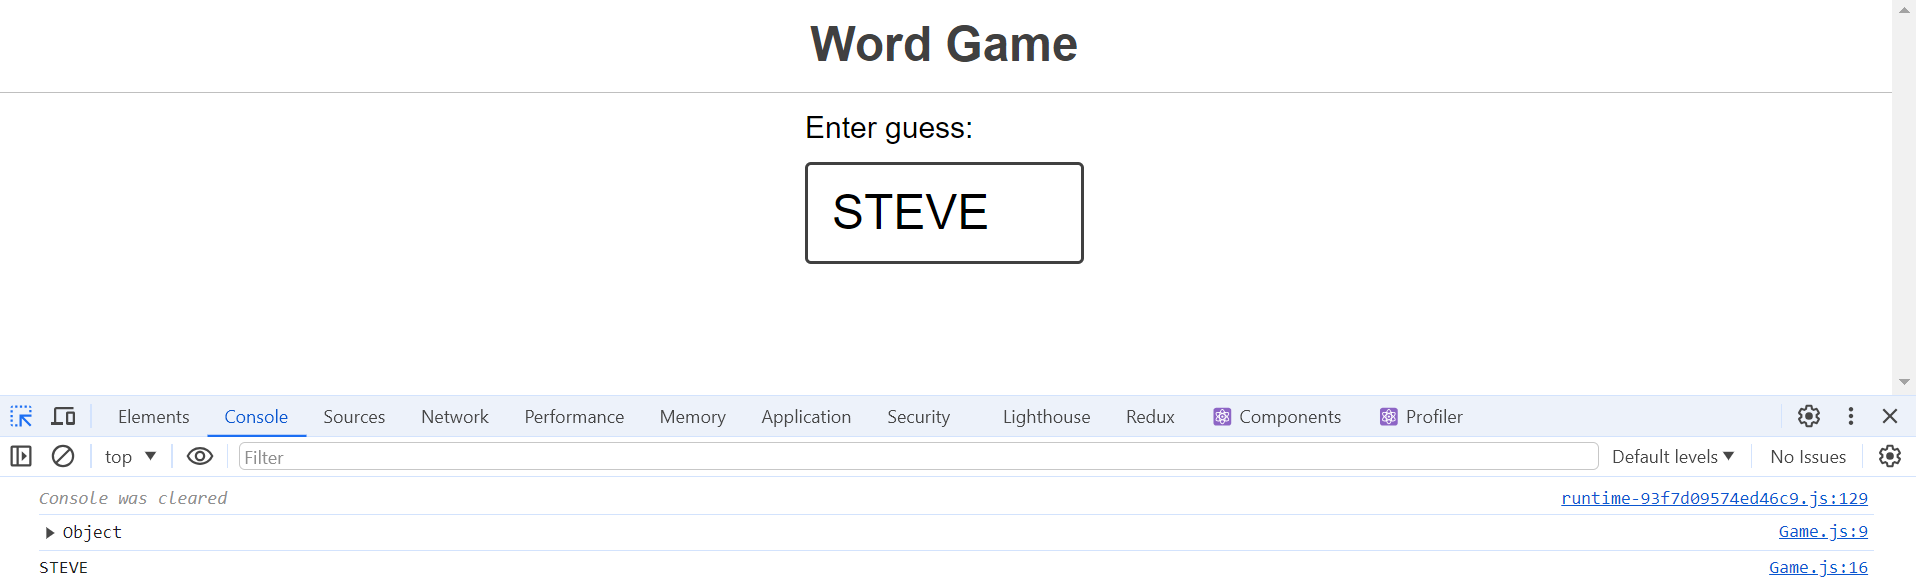 Word Game
Enter guess:
STEVE
Elements Console Sources Network Performance Memory Application Security Lighthouse Redux Components Profiler
top Filter Default levels No Issues
Console was cleared runtime-93f7d09574ed46c9.js:129
Object Game.js:9
STEVE Game.js:16